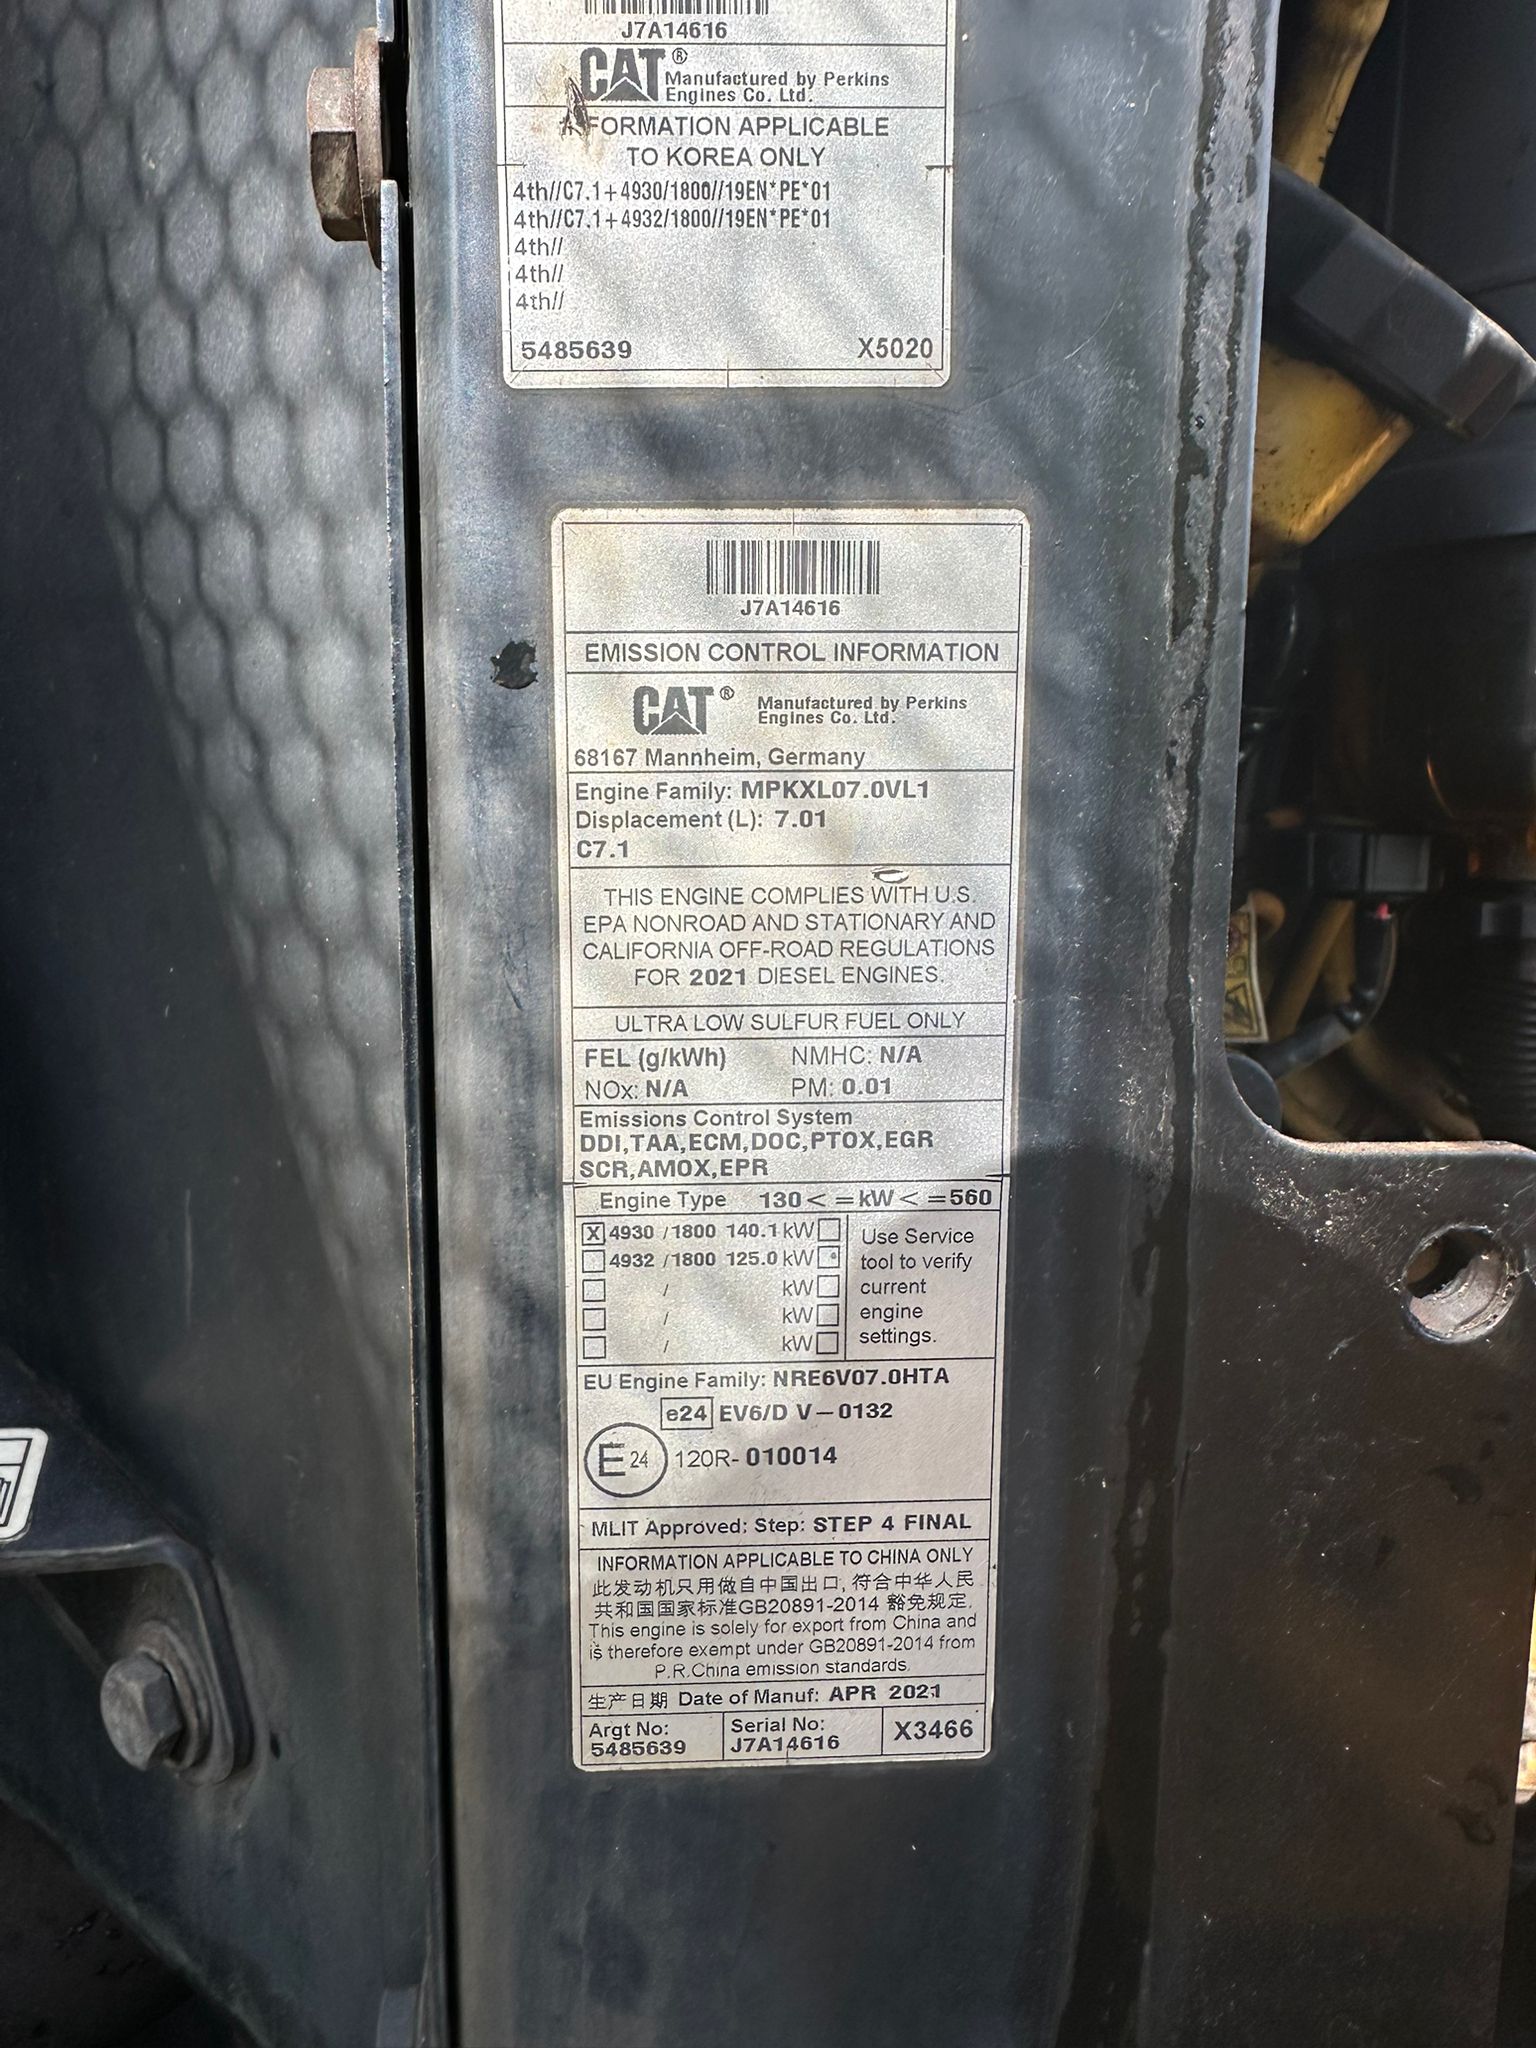 J7A14616
CAT® Manufactured by Perkins
Engines Co. Ltd.
FORMATION APPLICABLE
TO KOREA ONLY
4th//C7.1+4930/1800//19EN*PE*01
4th//C7.1+4932/1800//19EN*PE*01
4th//
4th//
4th//
5485639 X5020
J7A14616
EMISSION CONTROL INFORMATION
CAT® Manufactured by Perkins
Engines Co. Ltd.
68167 Mannheim, Germany
Engine Family: MPKXL07.0VL1
Displacement (L): 7.01
C7.1
THIS ENGINE COMPLIES WITH U.S.
EPA NONROAD AND STATIONARY AND
CALIFORNIA OFF-ROAD REGULATIONS
FOR 2021 DIESEL ENGINES.
ULTRA LOW SULFUR FUEL ONLY
FEL (g/kWh) NMHC: N/A
NOx: N/A PM: 0.01
Emissions Control System
DDI,TAA,ECM,DOC,PTOX,EGR
SCR,AMOX,EPR
Engine Type 130 < = kW < = 560
X 4930 / 1800 140.1 kW
4932 / 1800 125.0 kW
/ kW
/ kW
/ kW
Use Service
tool to verify
current
engine
settings.
EU Engine Family: NRE6V07.0HTA
e24 EV6/D V-0132
E 24 120R- 010014
MLIT Approved: Step: STEP 4 FINAL
INFORMATION APPLICABLE TO CHINA ONLY
此发动机只用做自中国出口, 符合中华人民
共和国国家标准GB20891-2014 豁免规定.
This engine is solely for export from China and
is therefore exempt under GB20891-2014 from
P.R.China emission standards.
生产日期 Date of Manuf: APR 2021
Argt No:
5485639
Serial No:
J7A14616
X3466